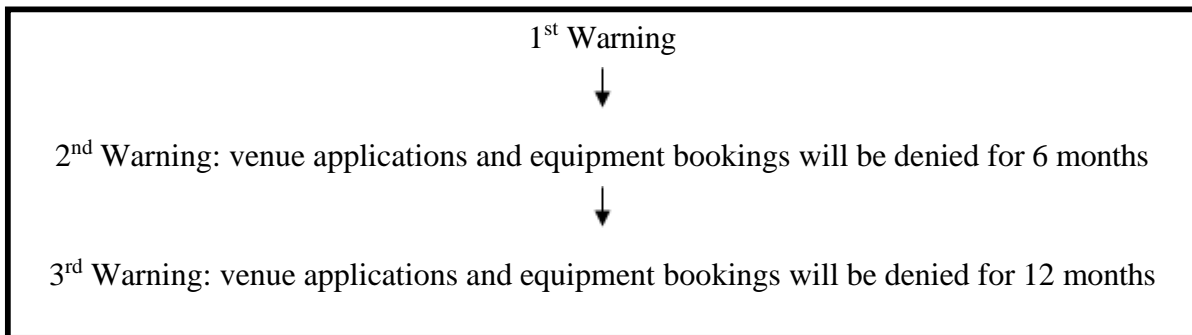 1st Warning
2nd Warning: venue applications and equipment bookings will be denied for 6 months
3rd Warning: venue applications and equipment bookings will be denied for 12 months